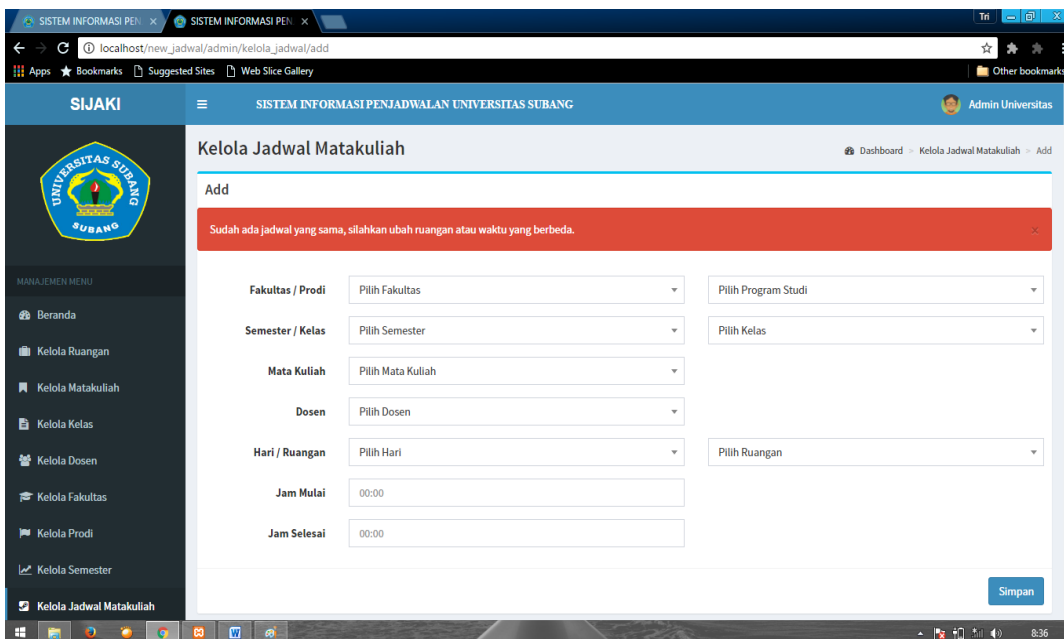 SISTEM INFORMASI PEN
SISTEM INFORMASI PEN
Tri
localhost/new_jadwal/admin/kelola_jadwal/add
Apps Bookmarks Suggested Sites Web Slice Gallery Other bookmarks
SIJAKI SISTEM INFORMASI PENJADWALAN UNIVERSITAS SUBANG Admin Universitas
UNIVERSITAS SUBANG
SUBANG
Kelola Jadwal Matakuliah
Dashboard > Kelola Jadwal Matakuliah > Add
Add
Sudah ada jadwal yang sama, silahkan ubah ruangan atau waktu yang berbeda. ×
MANAJEMEN MENU
Beranda
Kelola Ruangan
Kelola Matakuliah
Kelola Kelas
Kelola Dosen
Kelola Fakultas
Kelola Prodi
Kelola Semester
Kelola Jadwal Matakuliah
Fakultas / Prodi Pilih Fakultas Pilih Program Studi
Semester / Kelas Pilih Semester Pilih Kelas
Mata Kuliah Pilih Mata Kuliah
Dosen Pilih Dosen
Hari / Ruangan Pilih Hari Pilih Ruangan
Jam Mulai 00:00
Jam Selesai 00:00
Simpan
8:36